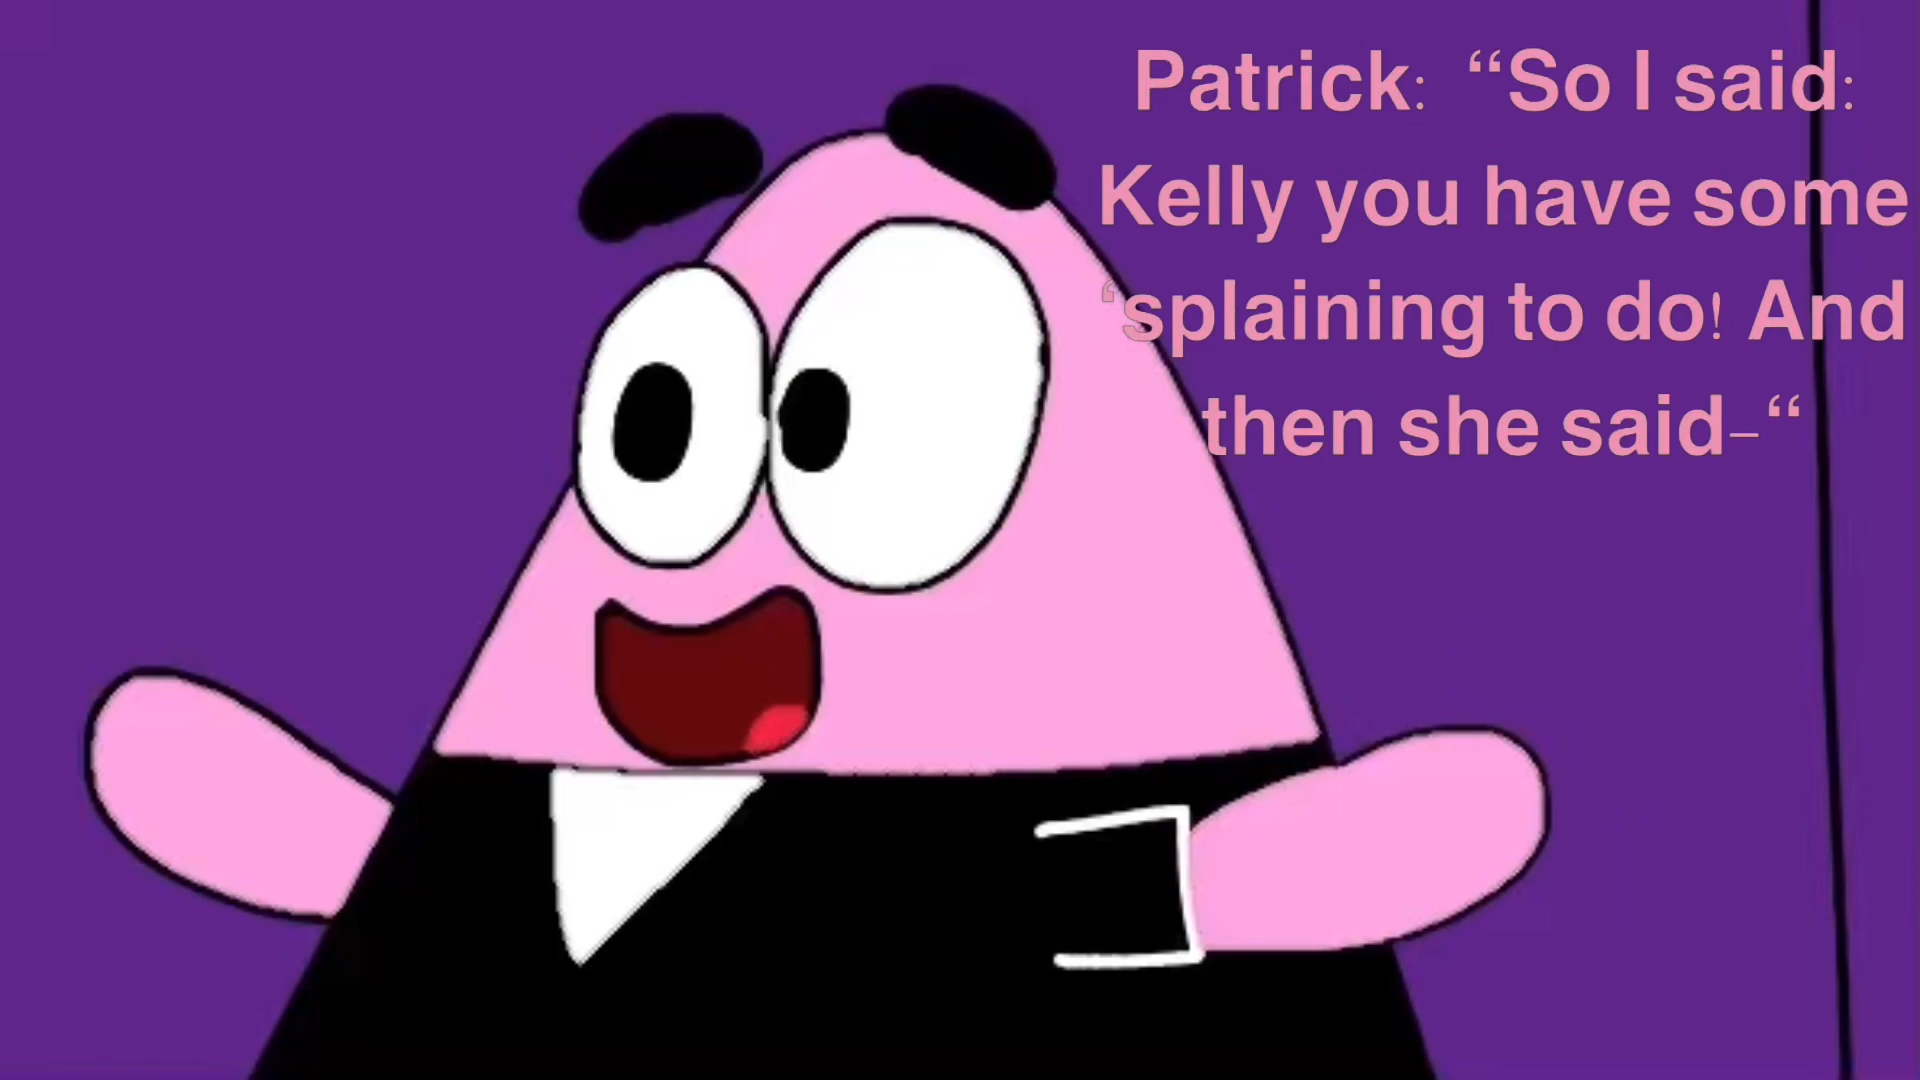 Patrick: “So I said:
Kelly you have some
‘splaining to do! And
then she said-“